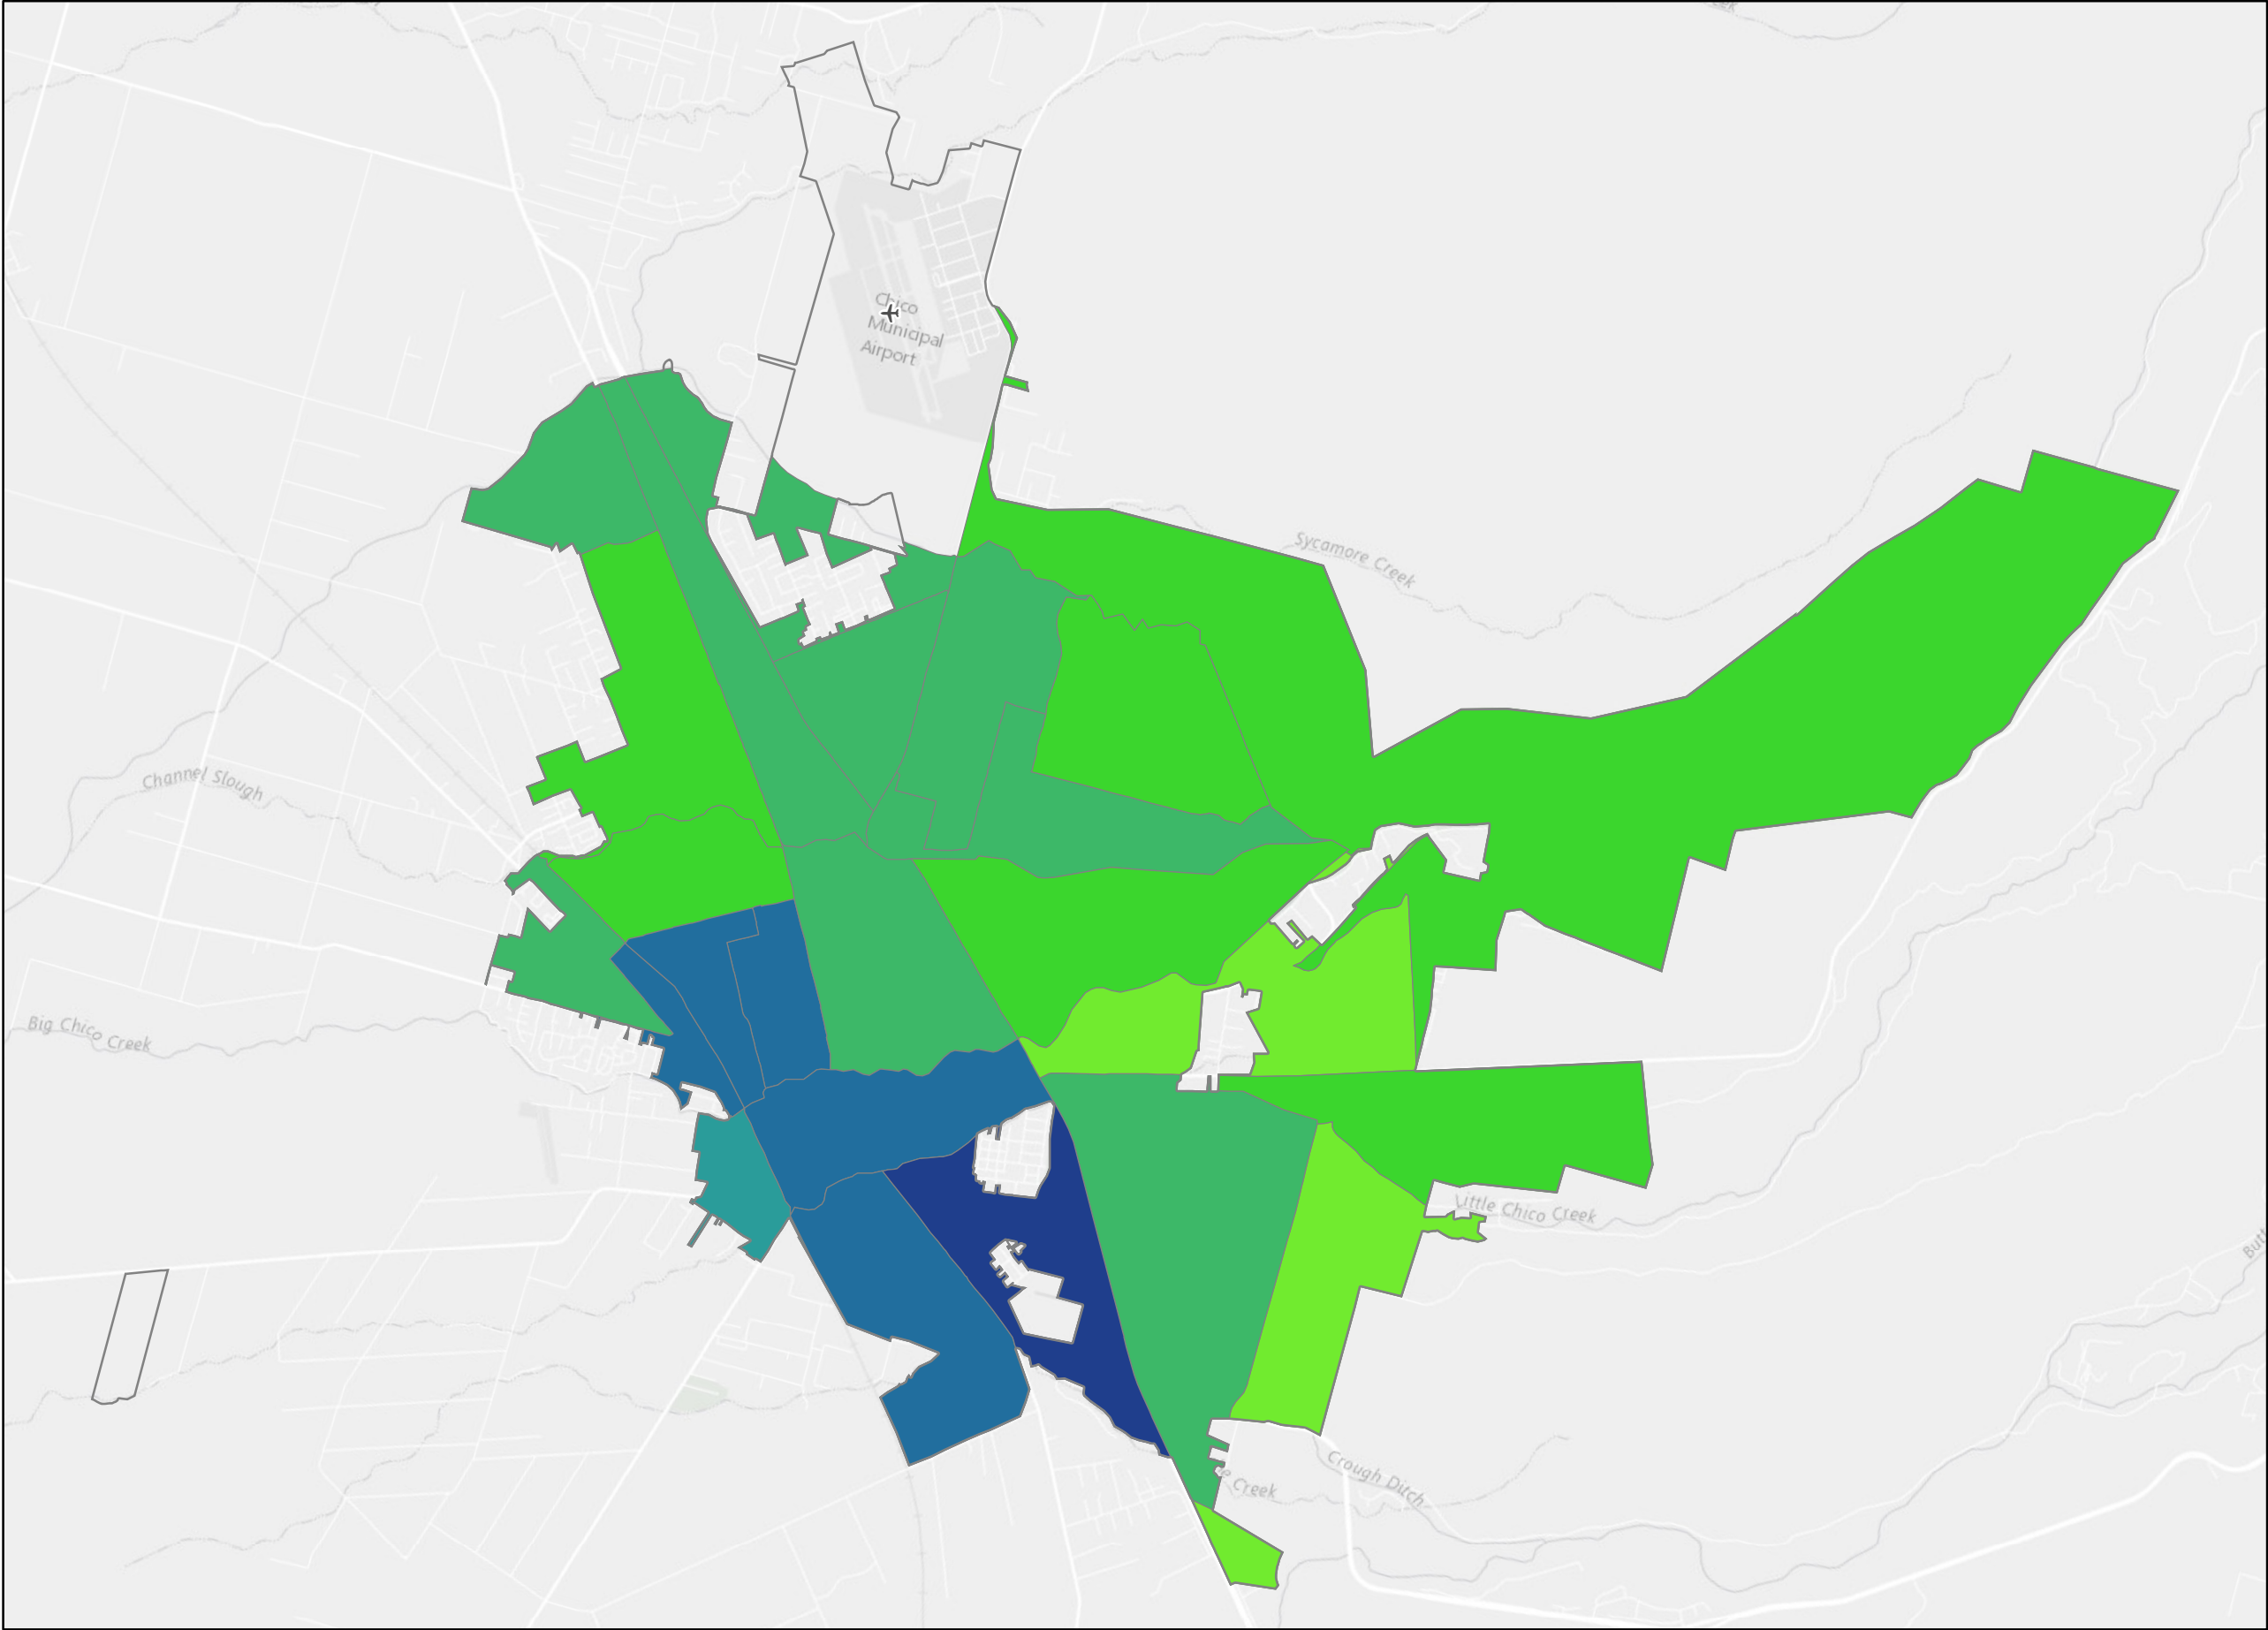 Chico
Municipal
Airport
Sycamore Creek
Channel Slough
Big Chico Creek
Little Chico Creek
Crough Ditch
Creek